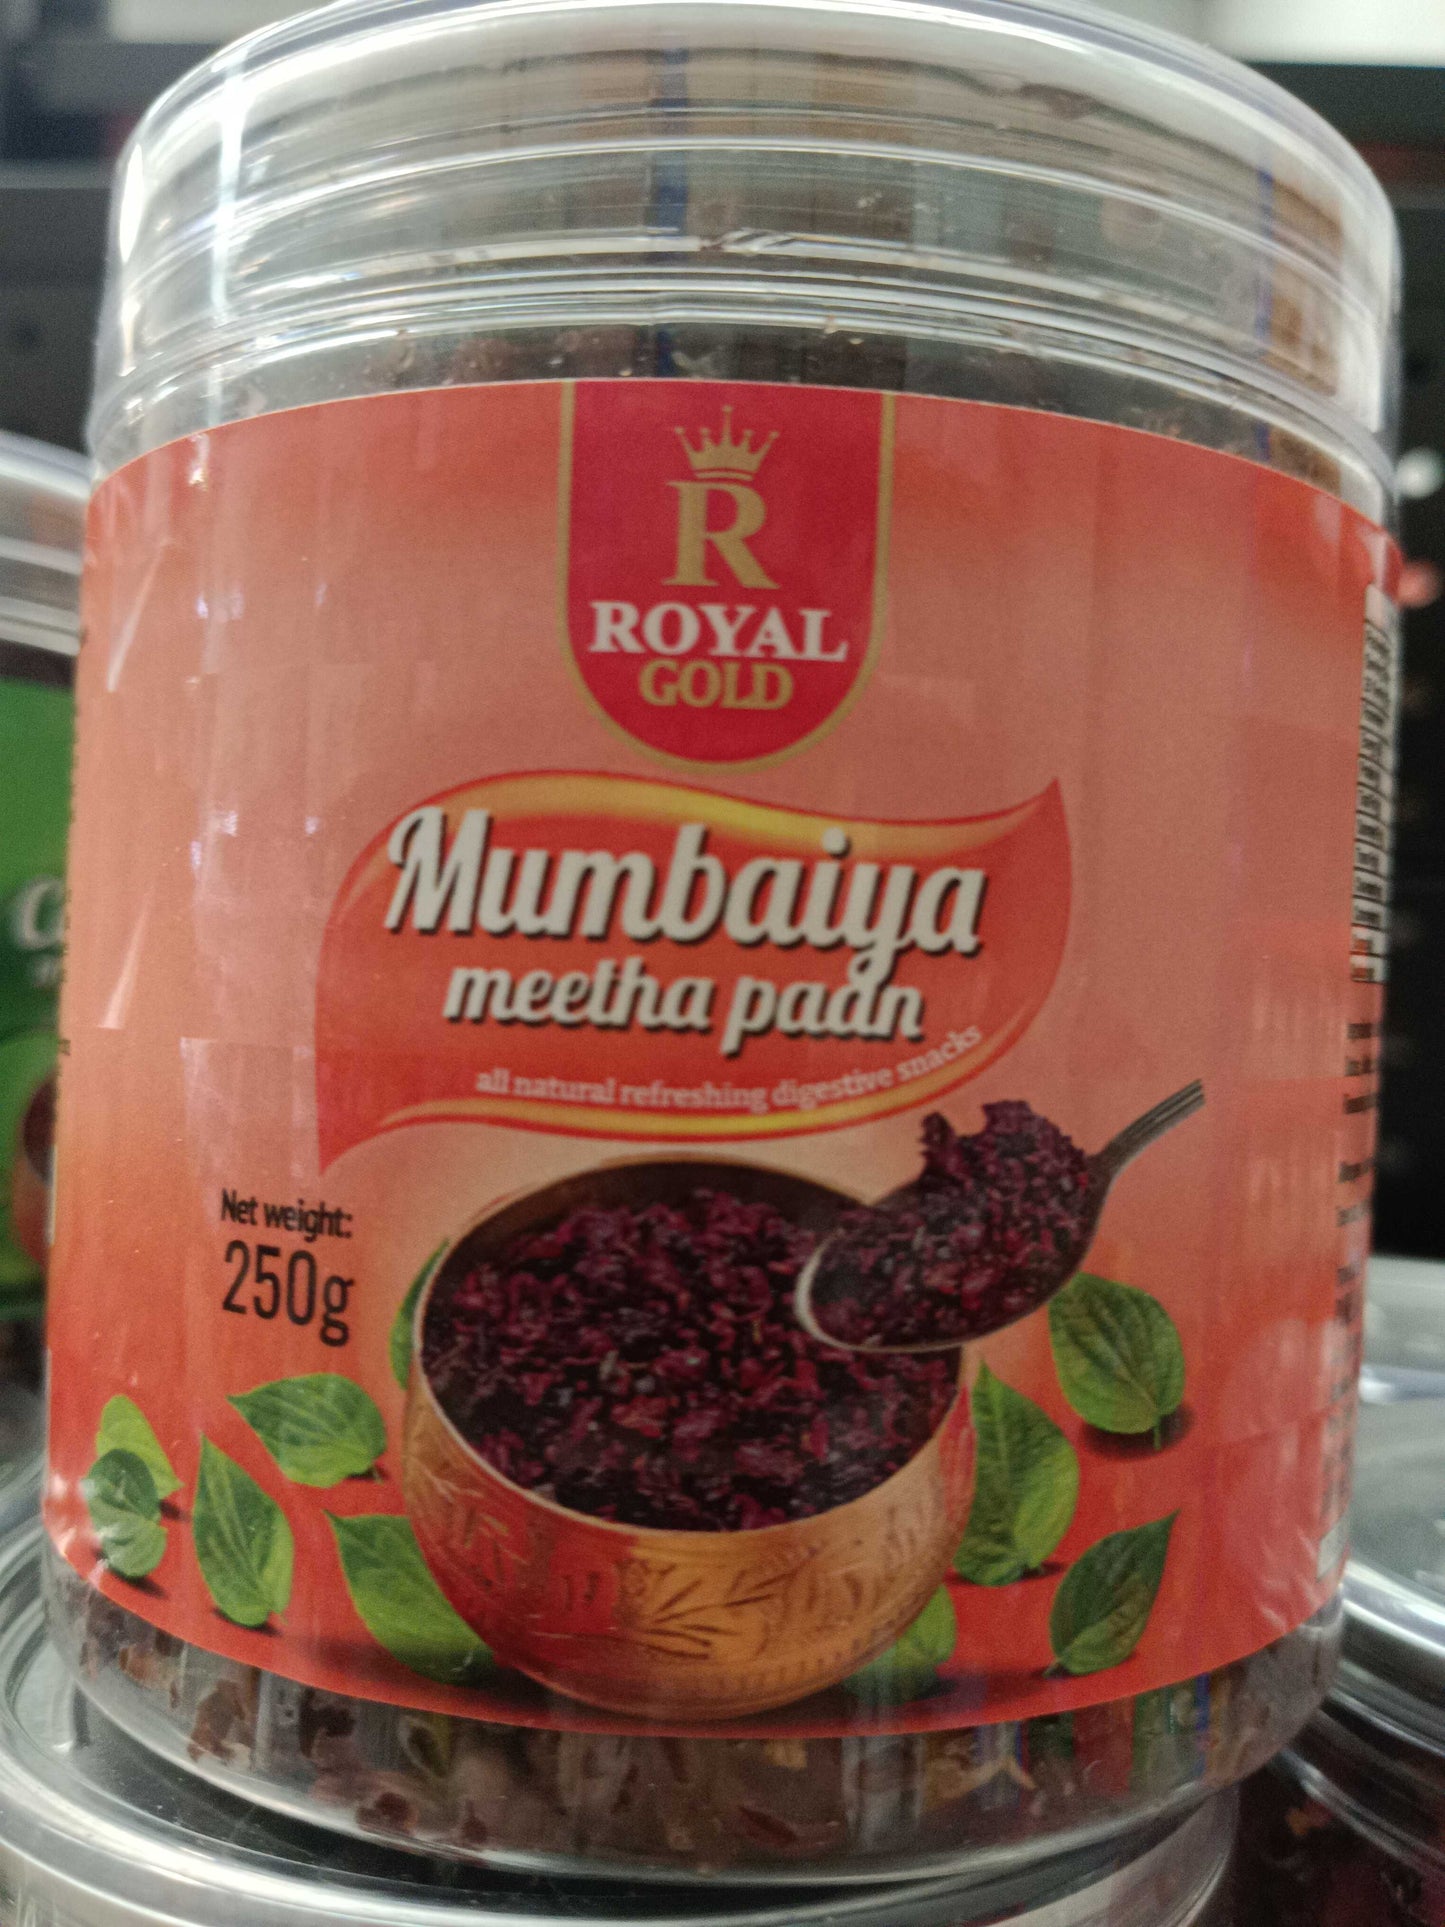 R
ROYAL
GOLD
Mumbaiya
meetha paan
all natural refreshing digestive snacks
Net weight:
250g